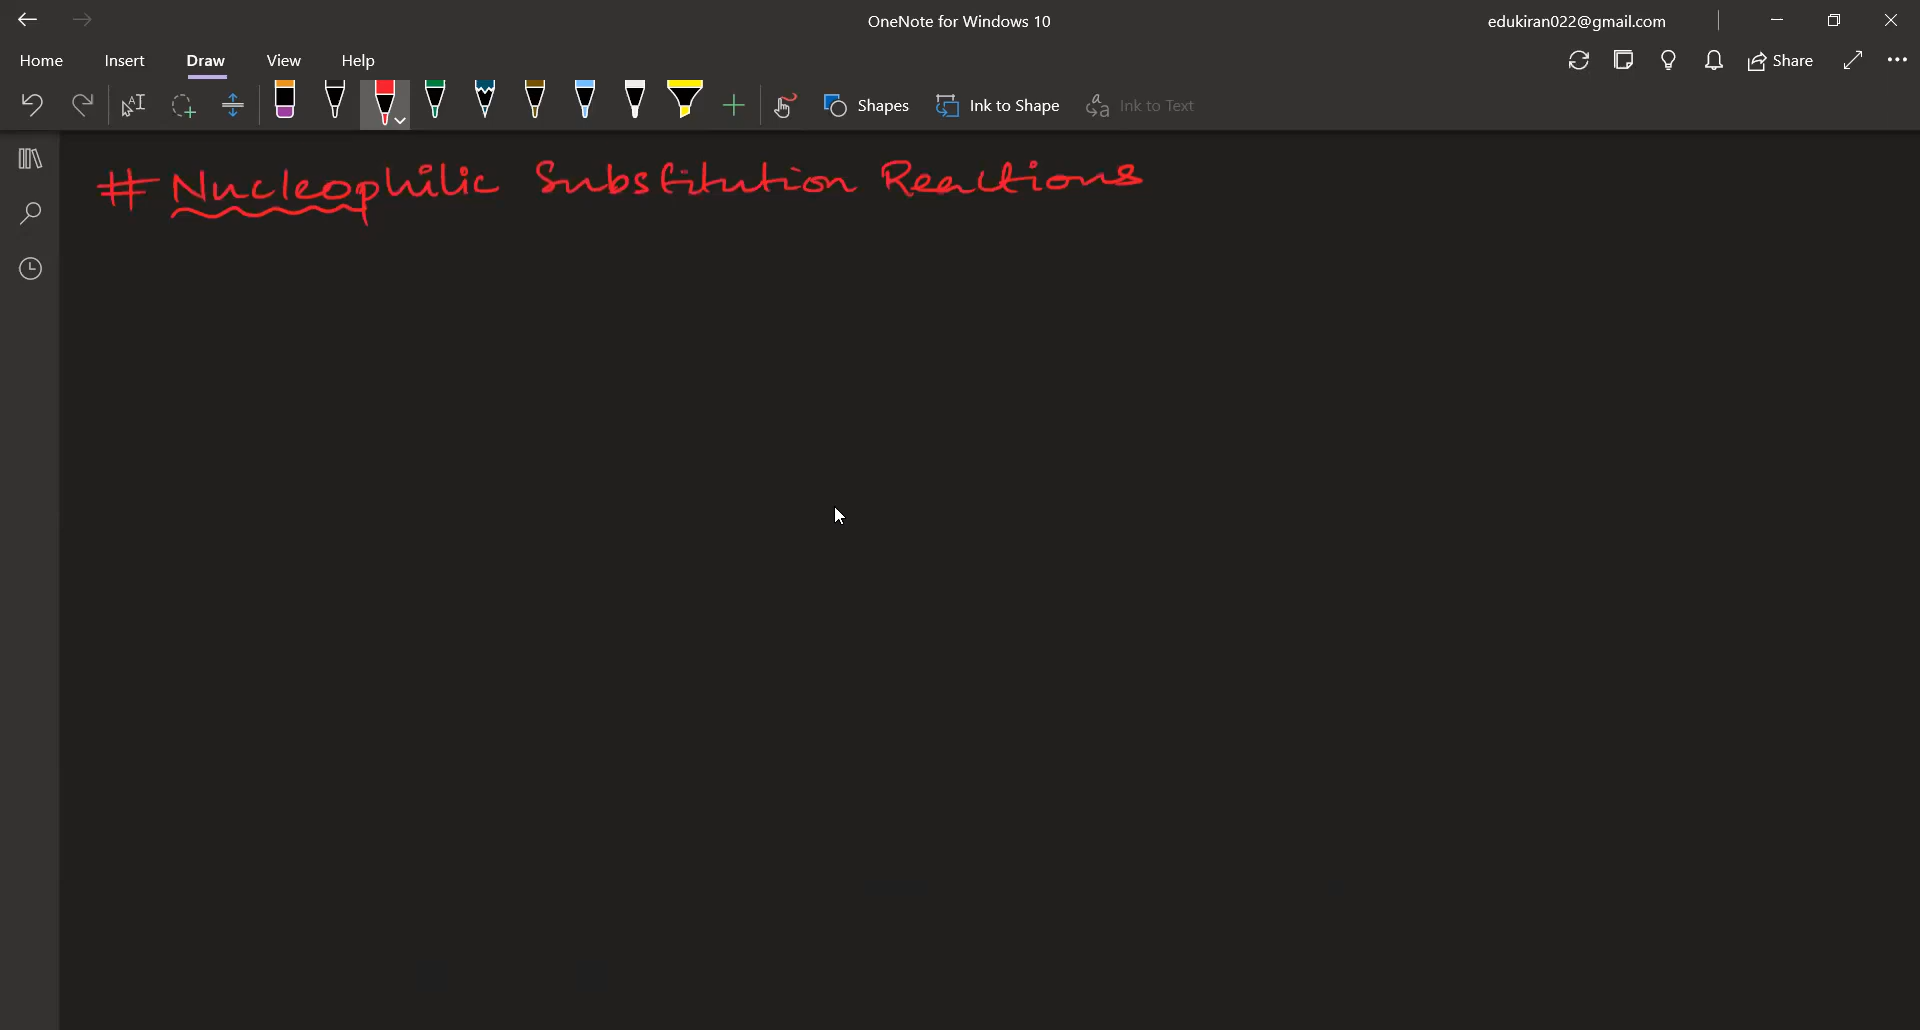 OneNote for Windows 10
edukiran022@gmail.com
Home Insert Draw View Help
Share
Shapes Ink to Shape Ink to Text
# Nucleophilic Substitution Reactions